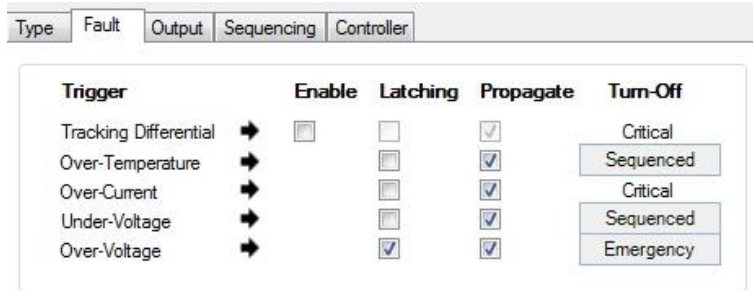 Type Fault Output Sequencing Controller
Trigger Enable Latching Propagate Turn-Off
Tracking Differential Critical
Over-Temperature Sequenced
Over-Current Critical
Under-Voltage Sequenced
Over-Voltage Emergency